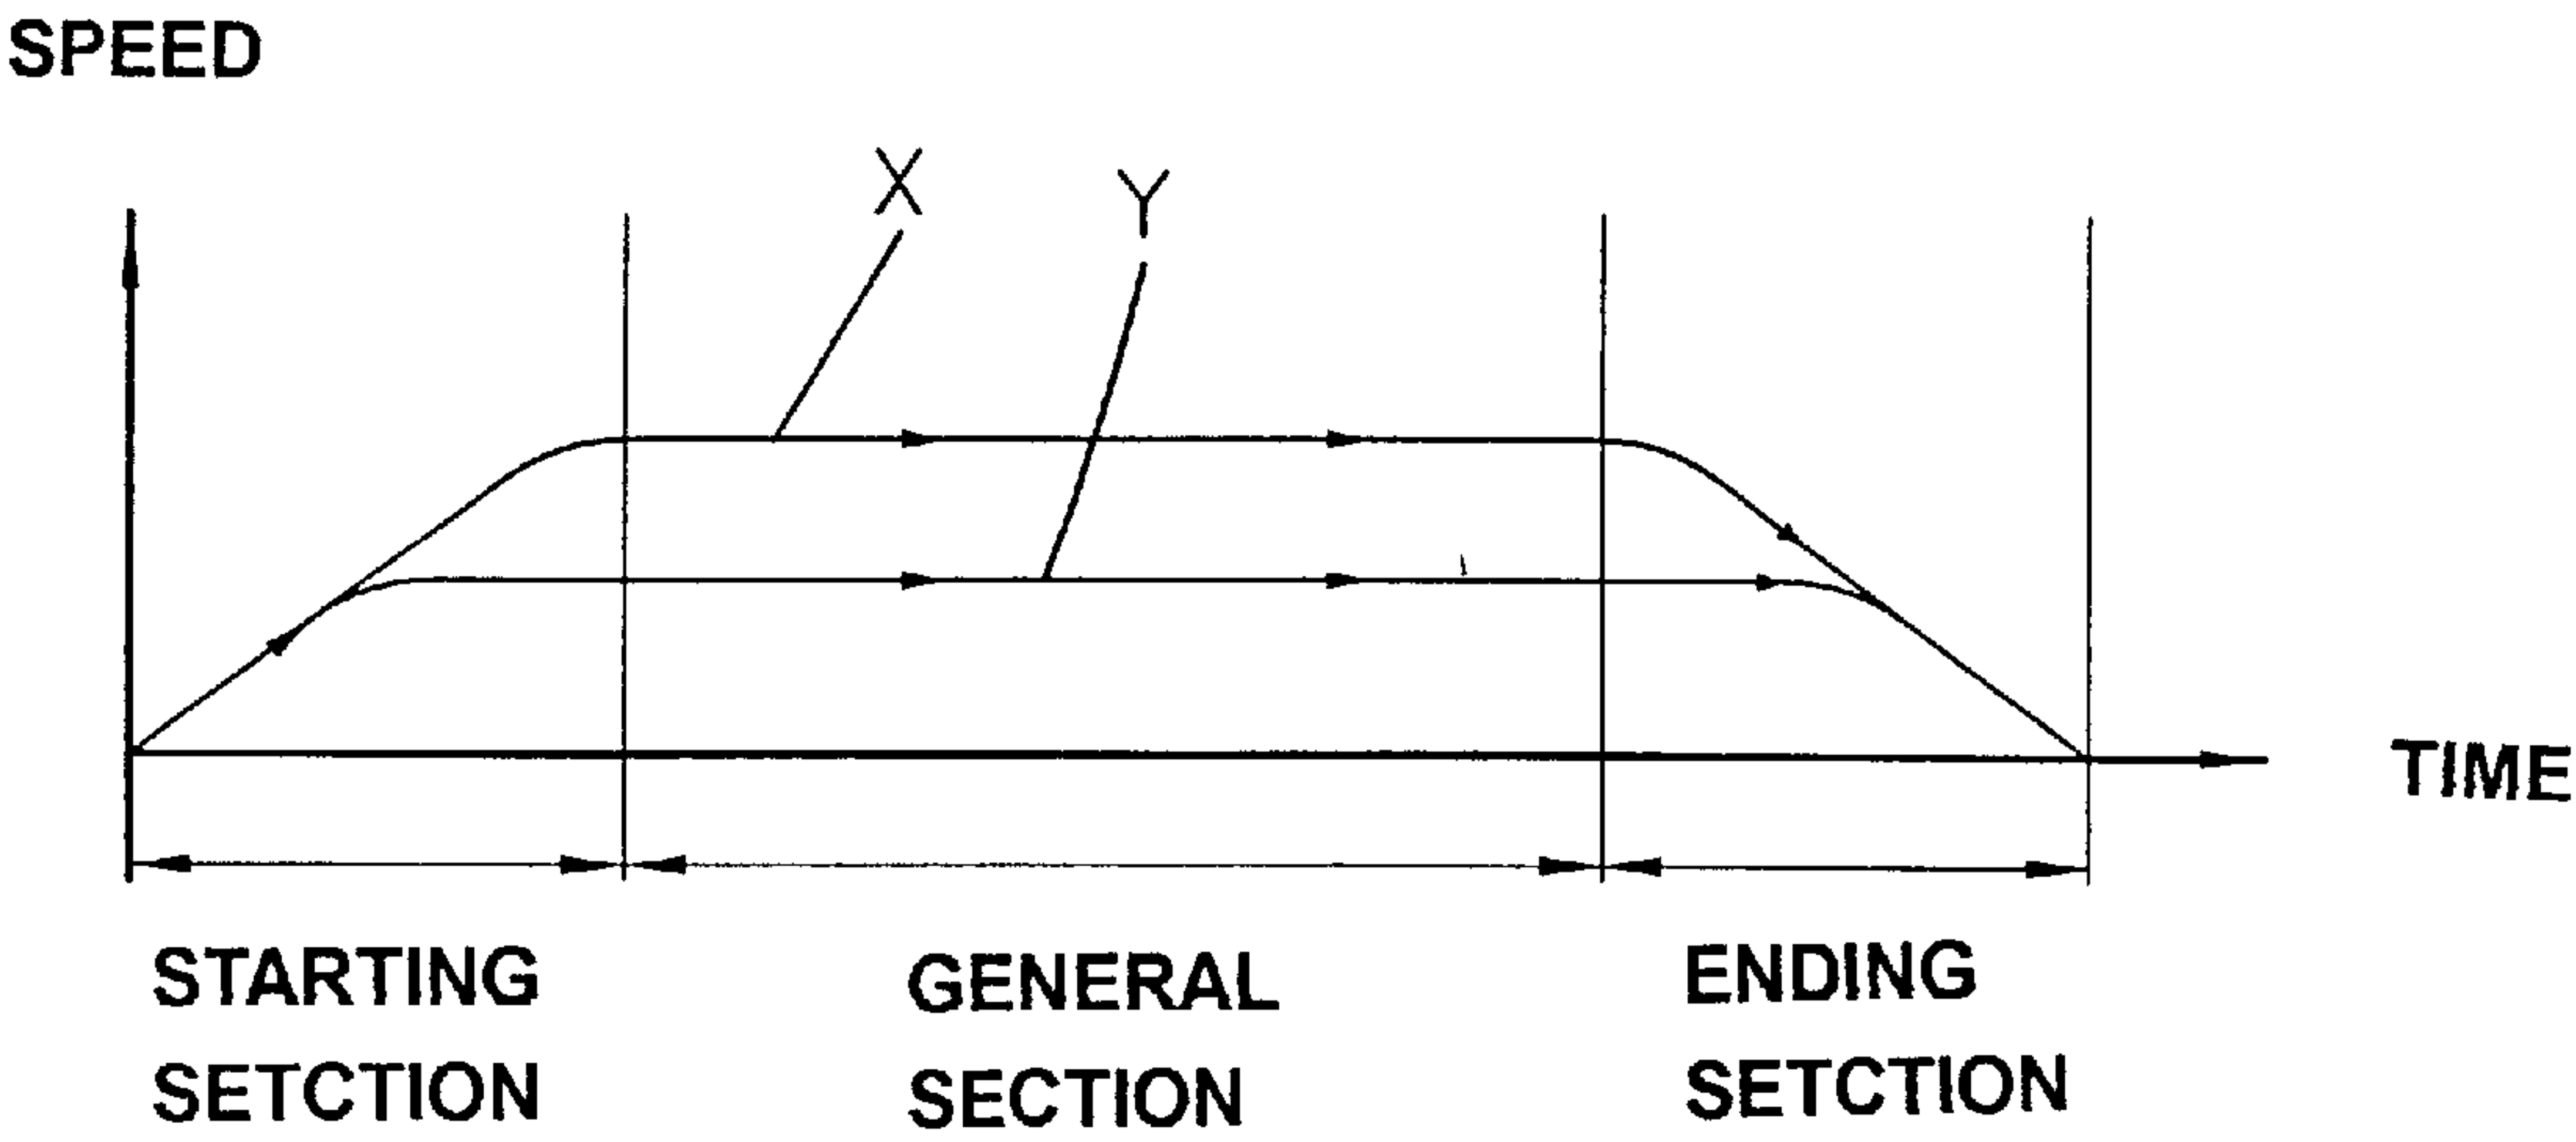 SPEED
X
Y
TIME
STARTING
SETCTION
GENERAL
SECTION
ENDING
SETCTION